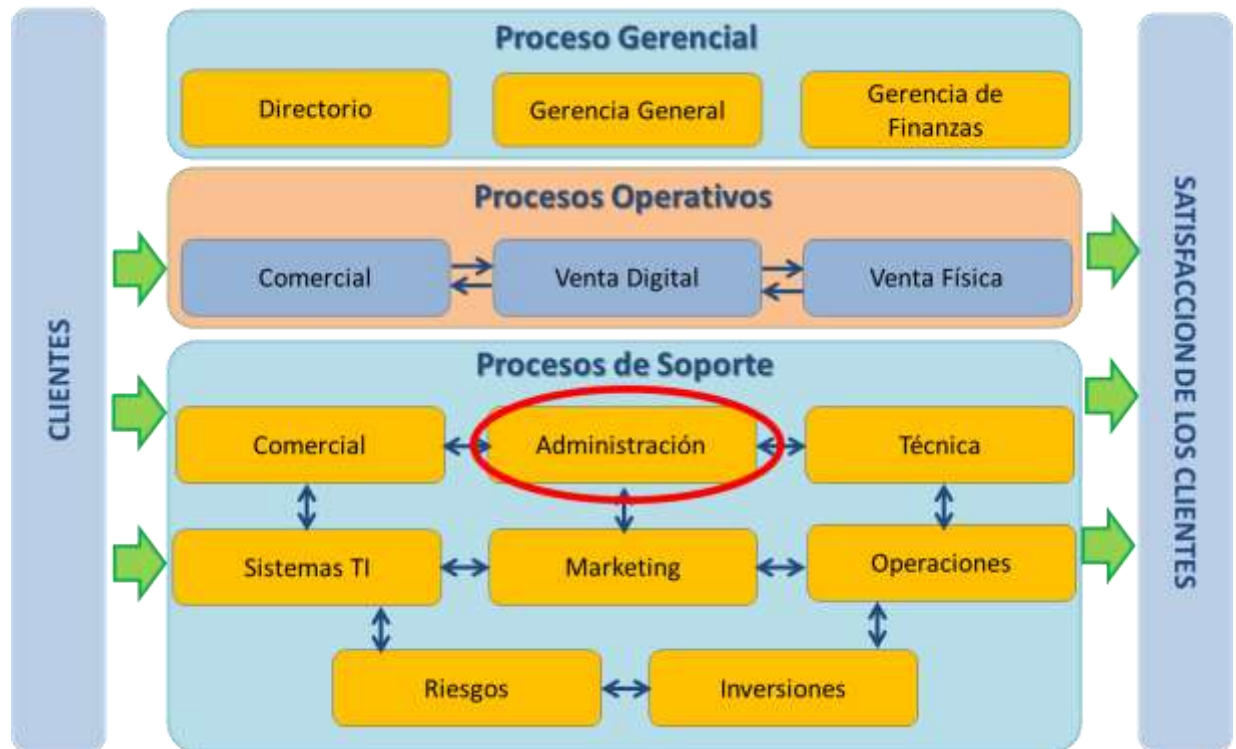 CLIENTES
Proceso Gerencial
Directorio
Gerencia General
Gerencia de
Finanzas
Procesos Operativos
Comercial
Venta Digital
Venta Física
Procesos de Soporte
Comercial
Administración
Técnica
Sistemas TI
Marketing
Operaciones
Riesgos
Inversiones
SATISFACCION DE LOS CLIENTES